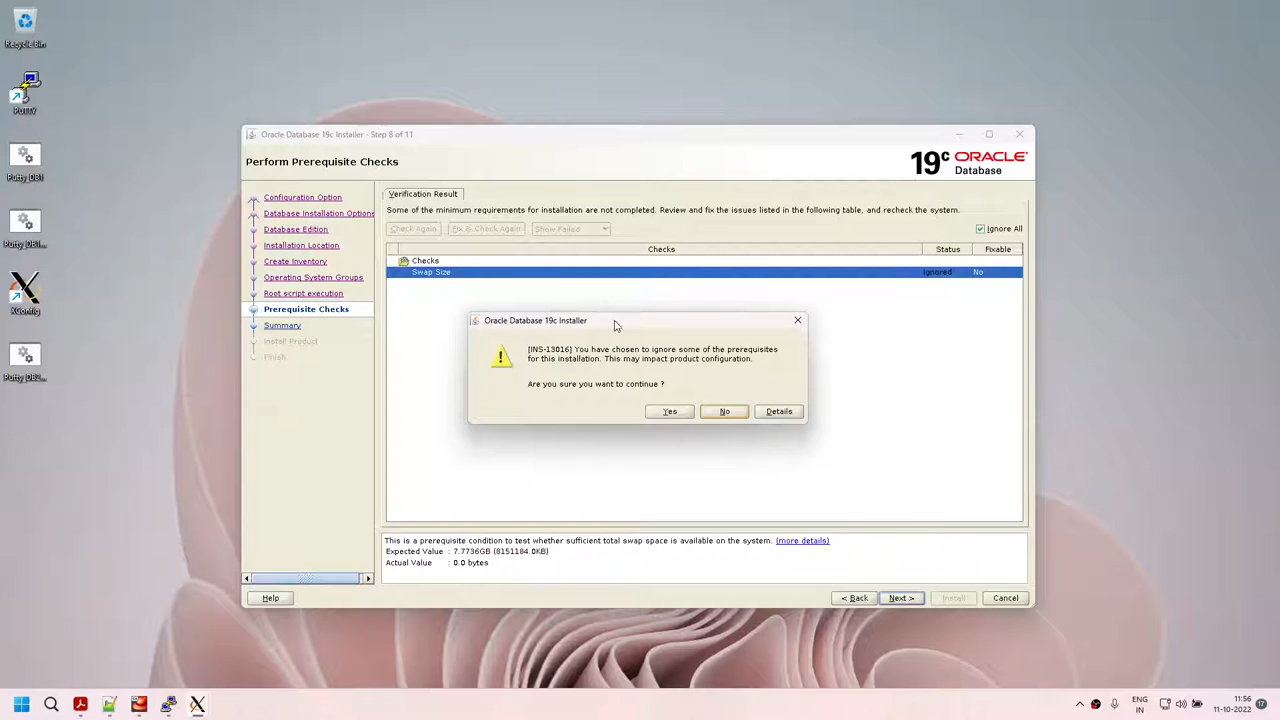 Recycle Bin
PuTTY
Putty_DB1
Putty_DB1...
XConfig
Putty_DB2...
Oracle Database 19c Installer - Step 8 of 11
Perform Prerequisite Checks
19c ORACLE
Database
Configuration Option
Database Installation Options
Database Edition
Installation Location
Create Inventory
Operating System Groups
Root script execution
Prerequisite Checks
Summary
Install Product
Finish
Verification Result
Some of the minimum requirements for installation are not completed. Review and fix the issues listed in the following table, and recheck the system.
Check Again Fix & Check Again Show Failed Ignore All
Checks Status Fixable
Checks
Swap Size Ignored No
Oracle Database 19c Installer
[INS-13016] You have chosen to ignore some of the prerequisites
for this installation. This may impact product configuration.
Are you sure you want to continue ?
Yes No Details
This is a prerequisite condition to test whether sufficient total swap space is available on the system. (more details)
Expected Value : 7.7736GB (8151184.0KB)
Actual Value : 0.0 bytes
Help < Back Next > Install Cancel
ENG
IN
11:56
11-10-2022
17